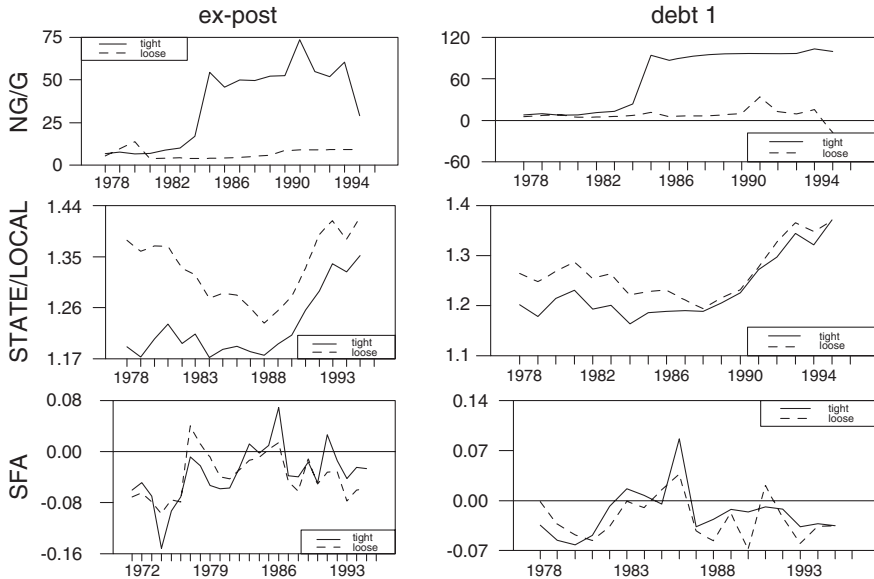 ex-post
debt 1
NG/G
75
50
25
0
tight
loose
1978 1982 1986 1990 1994
120
60
0
-60
tight
loose
1978 1982 1986 1990 1994
STATE/LOCAL
1.44
1.35
1.26
1.17
tight
loose
1978 1983 1988 1993
1.4
1.3
1.2
1.1
tight
loose
1978 1982 1986 1990 1994
SFA
0.08
0.00
-0.08
-0.16
tight
loose
1972 1979 1986 1993
0.14
0.07
0.00
-0.07
tight
loose
1978 1983 1988 1993